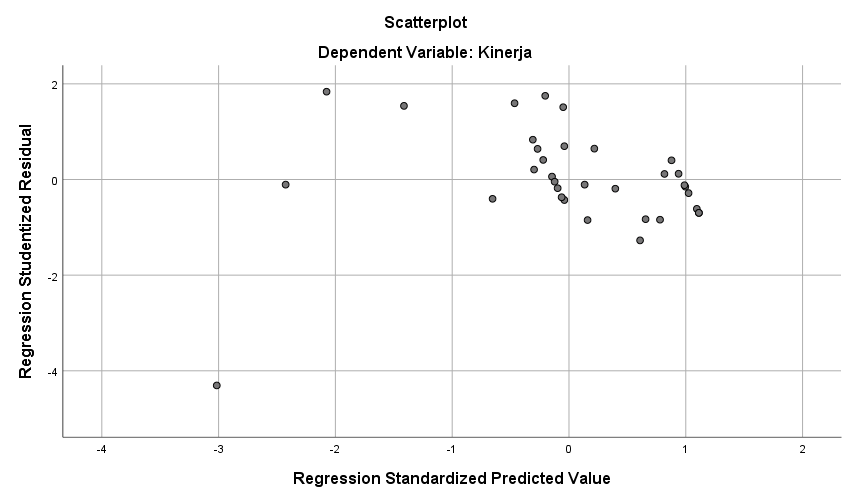 Scatterplot
Dependent Variable: Kinerja
Regression Studentized Residual
2
0
-2
-4
-4
-3
-2
-1
0
1
2
Regression Standardized Predicted Value